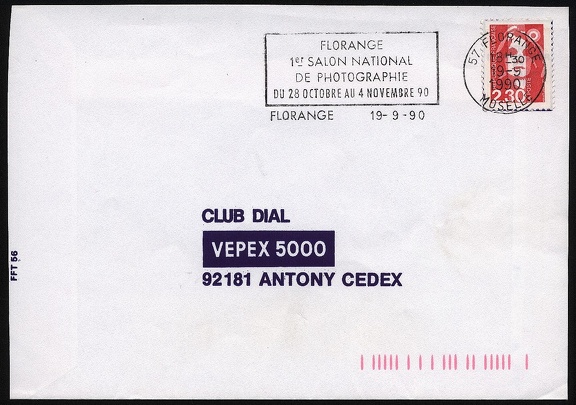 FLORANGE
1er SALON NATIONAL
DE PHOTOGRAPHIE
DU 28 OCTOBRE AU 4 NOVEMBRE 90
FLORANGE 19-9-90
57 FLORANGE
18H30
19-9
1990
MOSELLE
2,30
CLUB DIAL
VEPEX 5000
92181 ANTONY CEDEX
FFT 56